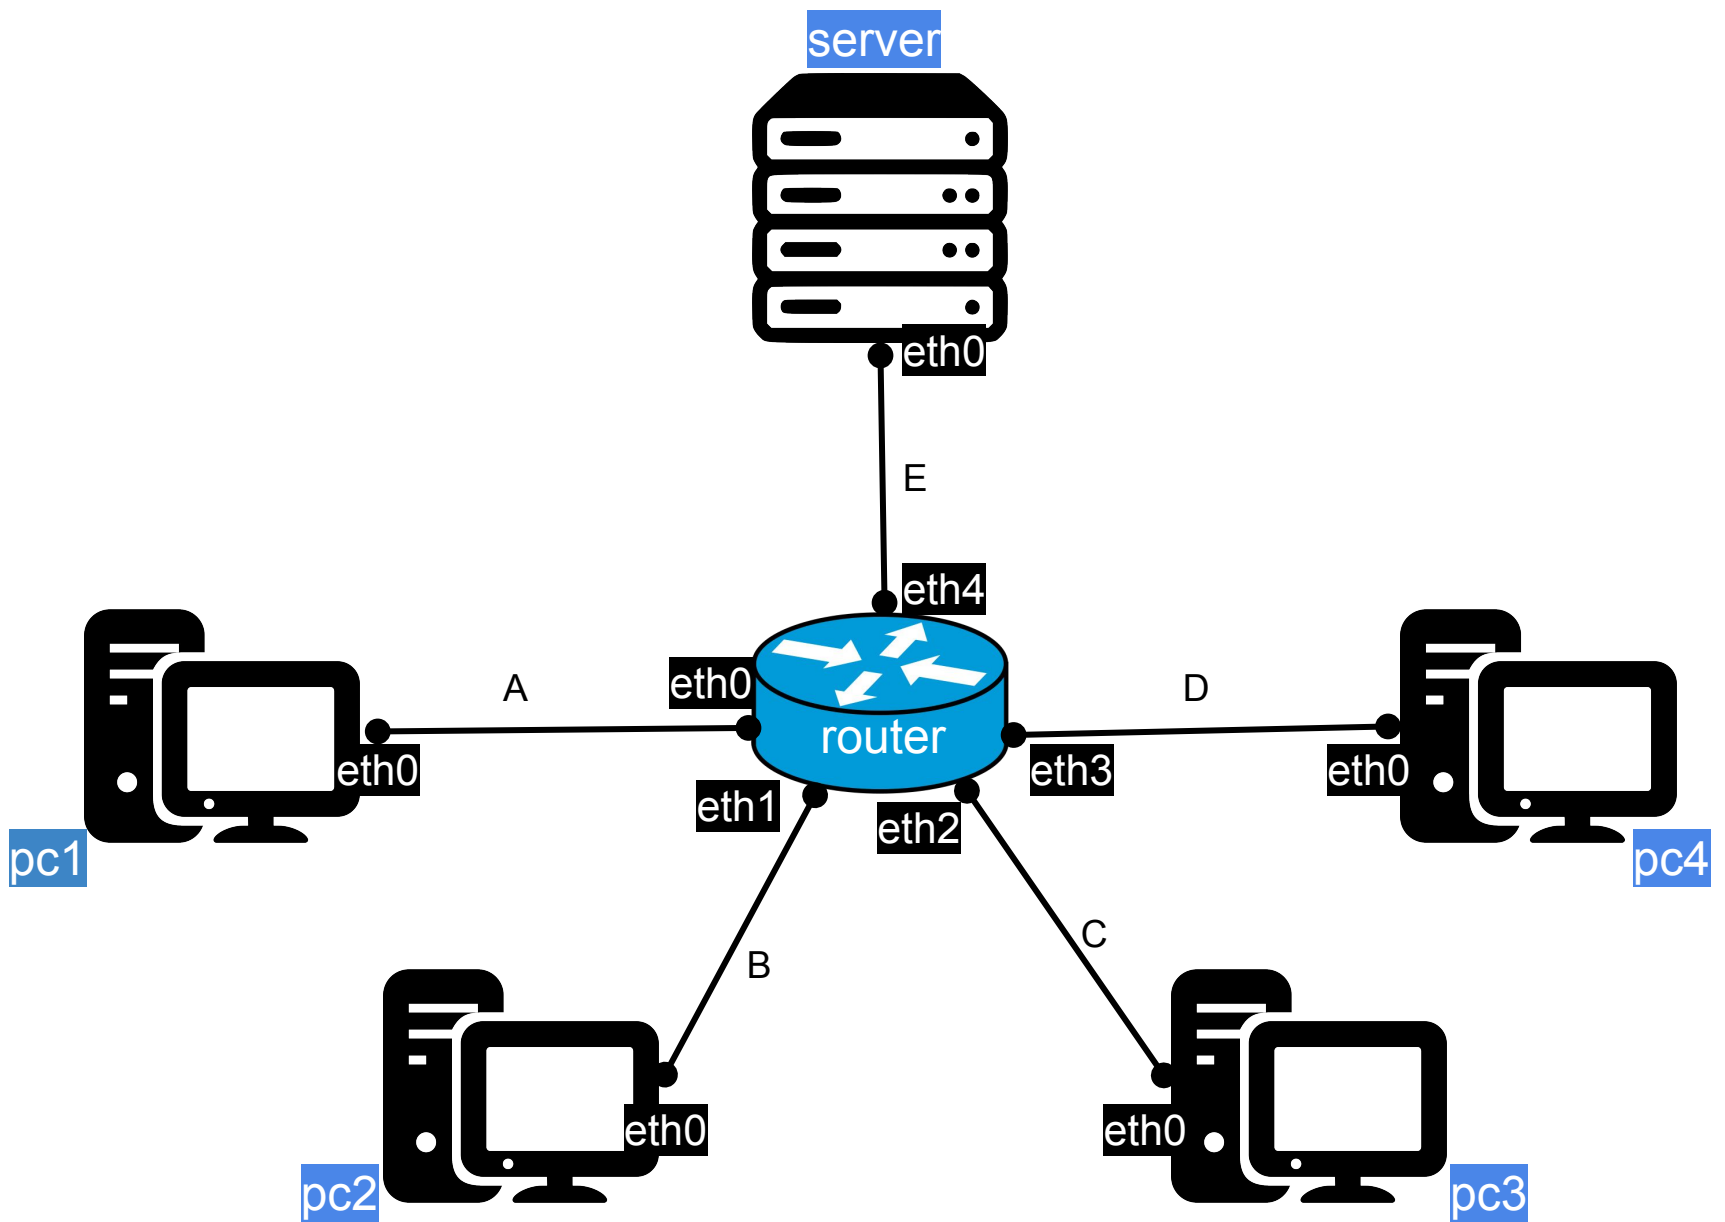 server
eth0
E
eth4
A
eth0
D
router
eth0
eth3
eth0
eth1
eth2
pc1
pc4
B
C
eth0
eth0
pc2
pc3